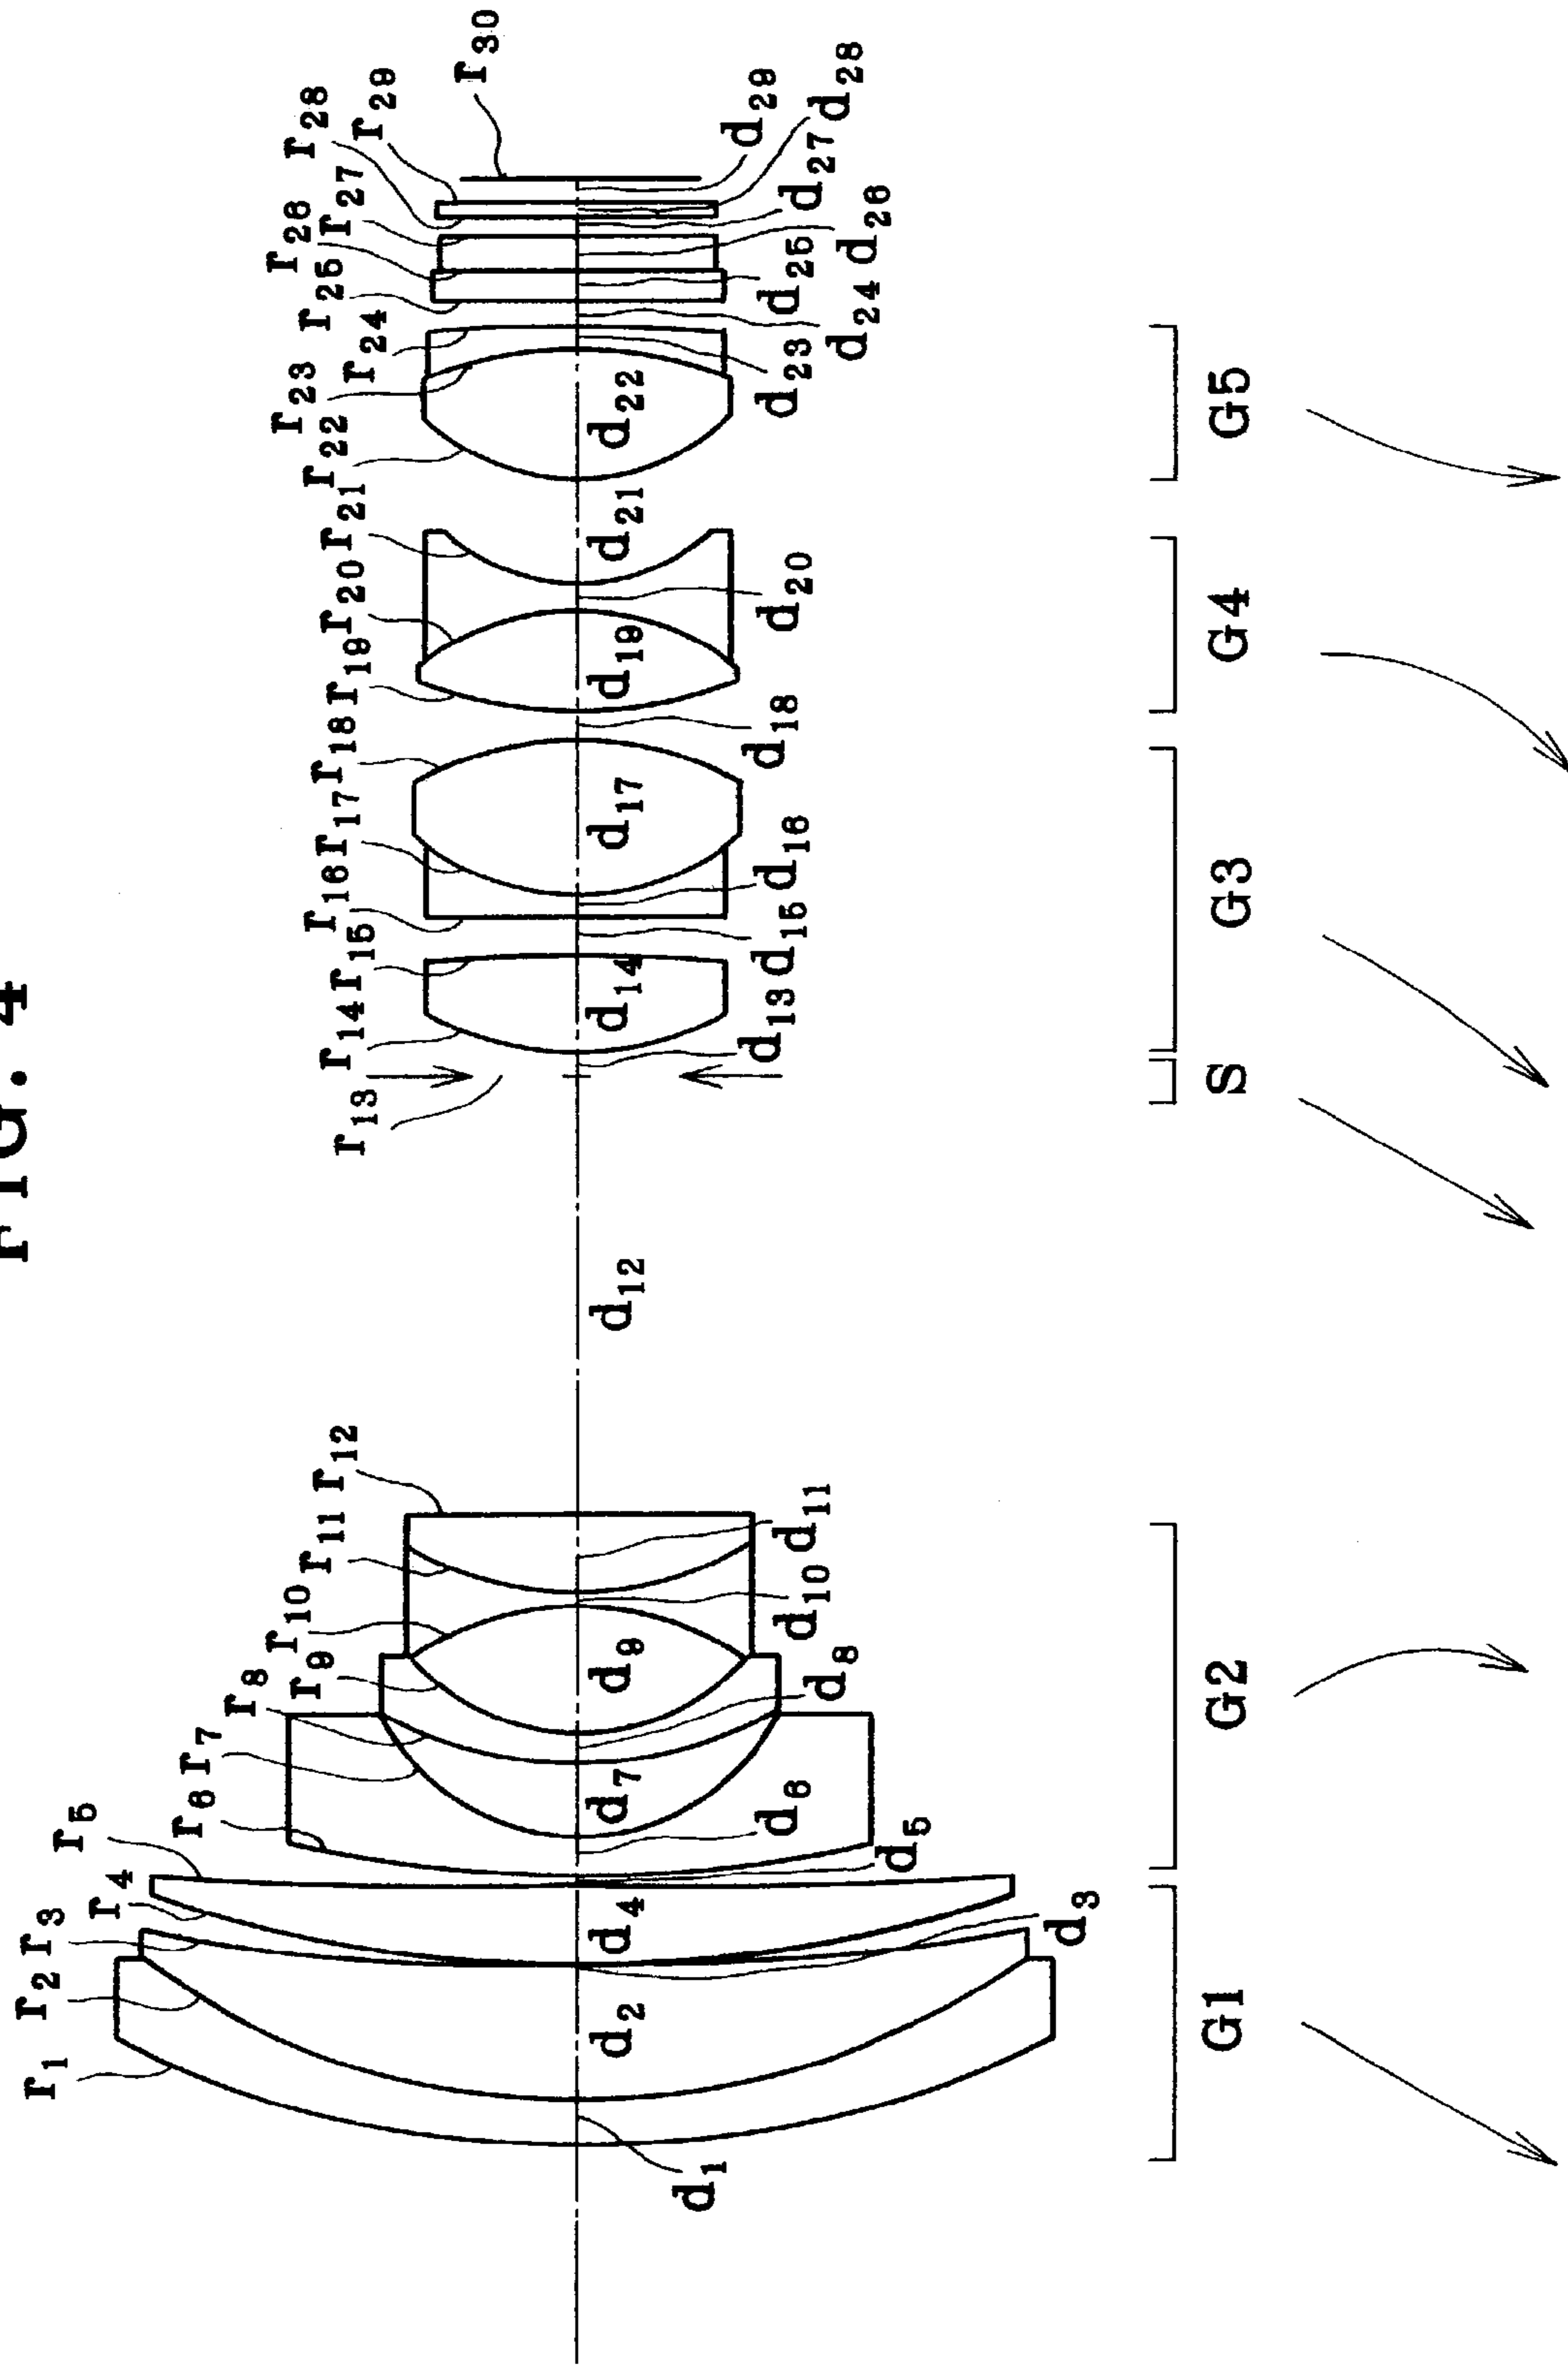 FIG. 4
r1 r2 r3 r4 r5 r6 r7 r8 r9 r10 r11 r12 r13 r14 r15 r16 r17 r18 r19 r20 r21 r22 r23 r24 r25 r26 r27 r28 r29 r30
d1 d2 d3 d4 d5 d6 d7 d8 d9 d10 d11 d12 d13 d14 d15 d16 d17 d18 d19 d20 d21 d22 d23 d24 d25 d26 d27 d28 d29
G1 G2 S G3 G4 G5